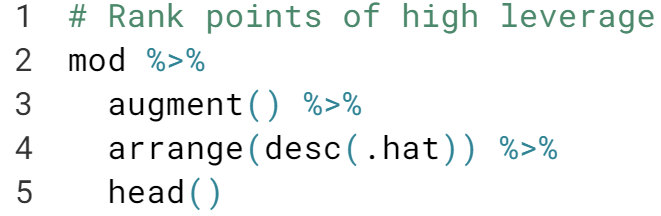 1 # Rank points of high leverage
2 mod %>%
3   augment() %>%
4   arrange(desc(.hat)) %>%
5   head()